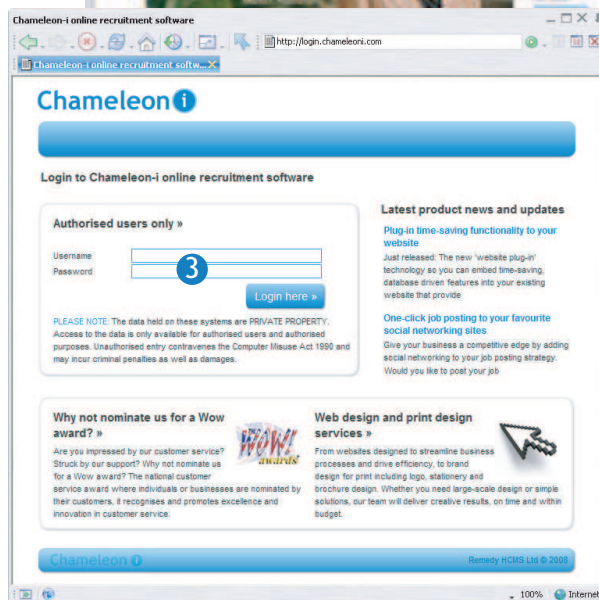 Chameleon-i online recruitment software
http://login.chameleoni.com
Chameleon-i online recruitment softw...
Chameleon i
Login to Chameleon-i online recruitment software
Authorised users only »
Username
Password
3
Login here »
PLEASE NOTE: The data held on these systems are PRIVATE PROPERTY.
Access to the data is only available for authorised users and authorised
purposes. Unauthorised entry contravenes the Computer Misuse Act 1990 and
may incur criminal penalties as well as damages.
Latest product news and updates
Plug-in time-saving functionality to your
website
Just released: The new 'website plug-in'
technology so you can embed time-saving,
database driven features into your existing
website that provide
One-click job posting to your favourite
social networking sites
Give your business a competitive edge by adding
social networking to your job posting strategy.
Would you like to post your job
Why not nominate us for a Wow
award? »
Are you impressed by our customer service?
Struck by our support? Why not nominate us
for a Wow award? The national customer
service award where individuals or businesses are nominated by
their customers, it recognises and promotes excellence and
innovation in customer service.
WOW!
awards
Web design and print design
services »
From websites designed to streamline business
processes and drive efficiency, to brand
design for print including logo, stationery and
brochure design. Whether you need large-scale design or simple
solutions, our team will deliver creative results, on time and within
budget.
Chameleon i
Remedy HCMS Ltd © 2008
100%
Internet